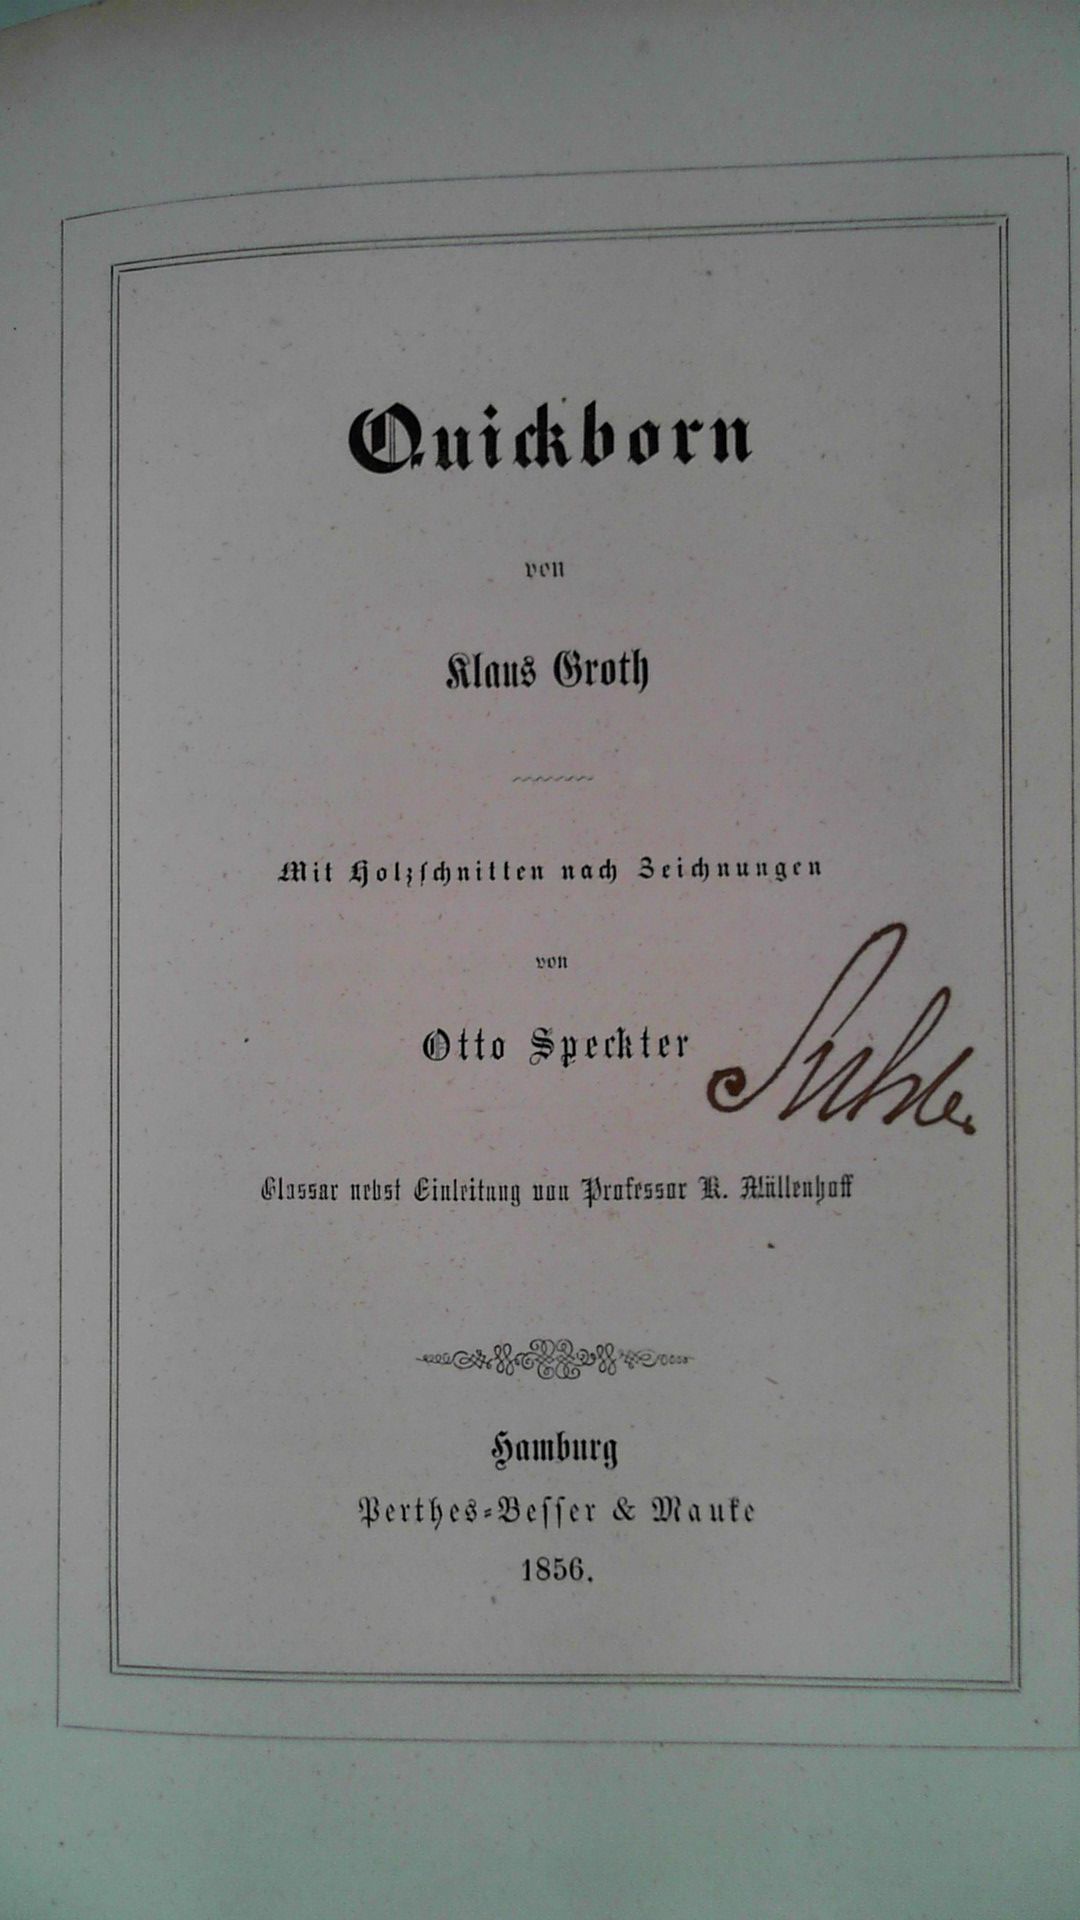 Quickborn
von
Klaus Groth
Mit Holzschnitten nach Zeichnungen
von
Otto Speckter
Glossar nebst Einleitung von Professor K. Müllenhoff
Hamburg
Perthes-Besser & Mauke
1856.